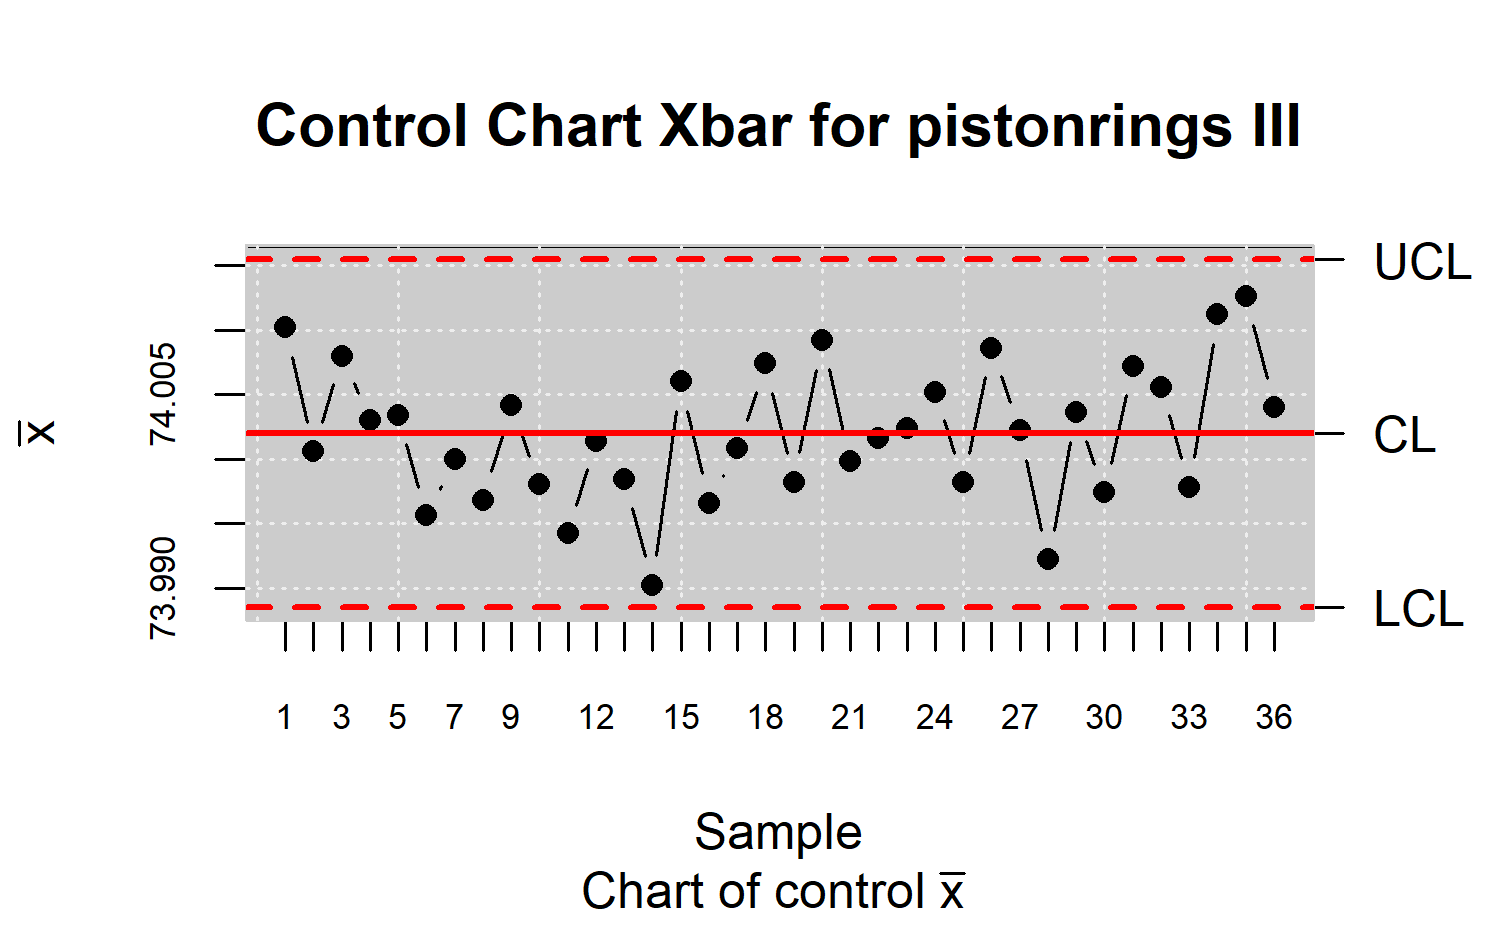 Control Chart Xbar for pistonrings III
x̅
74.005
73.990
UCL
CL
LCL
1 3 5 7 9 12 15 18 21 24 27 30 33 36
Sample
Chart of control x̅